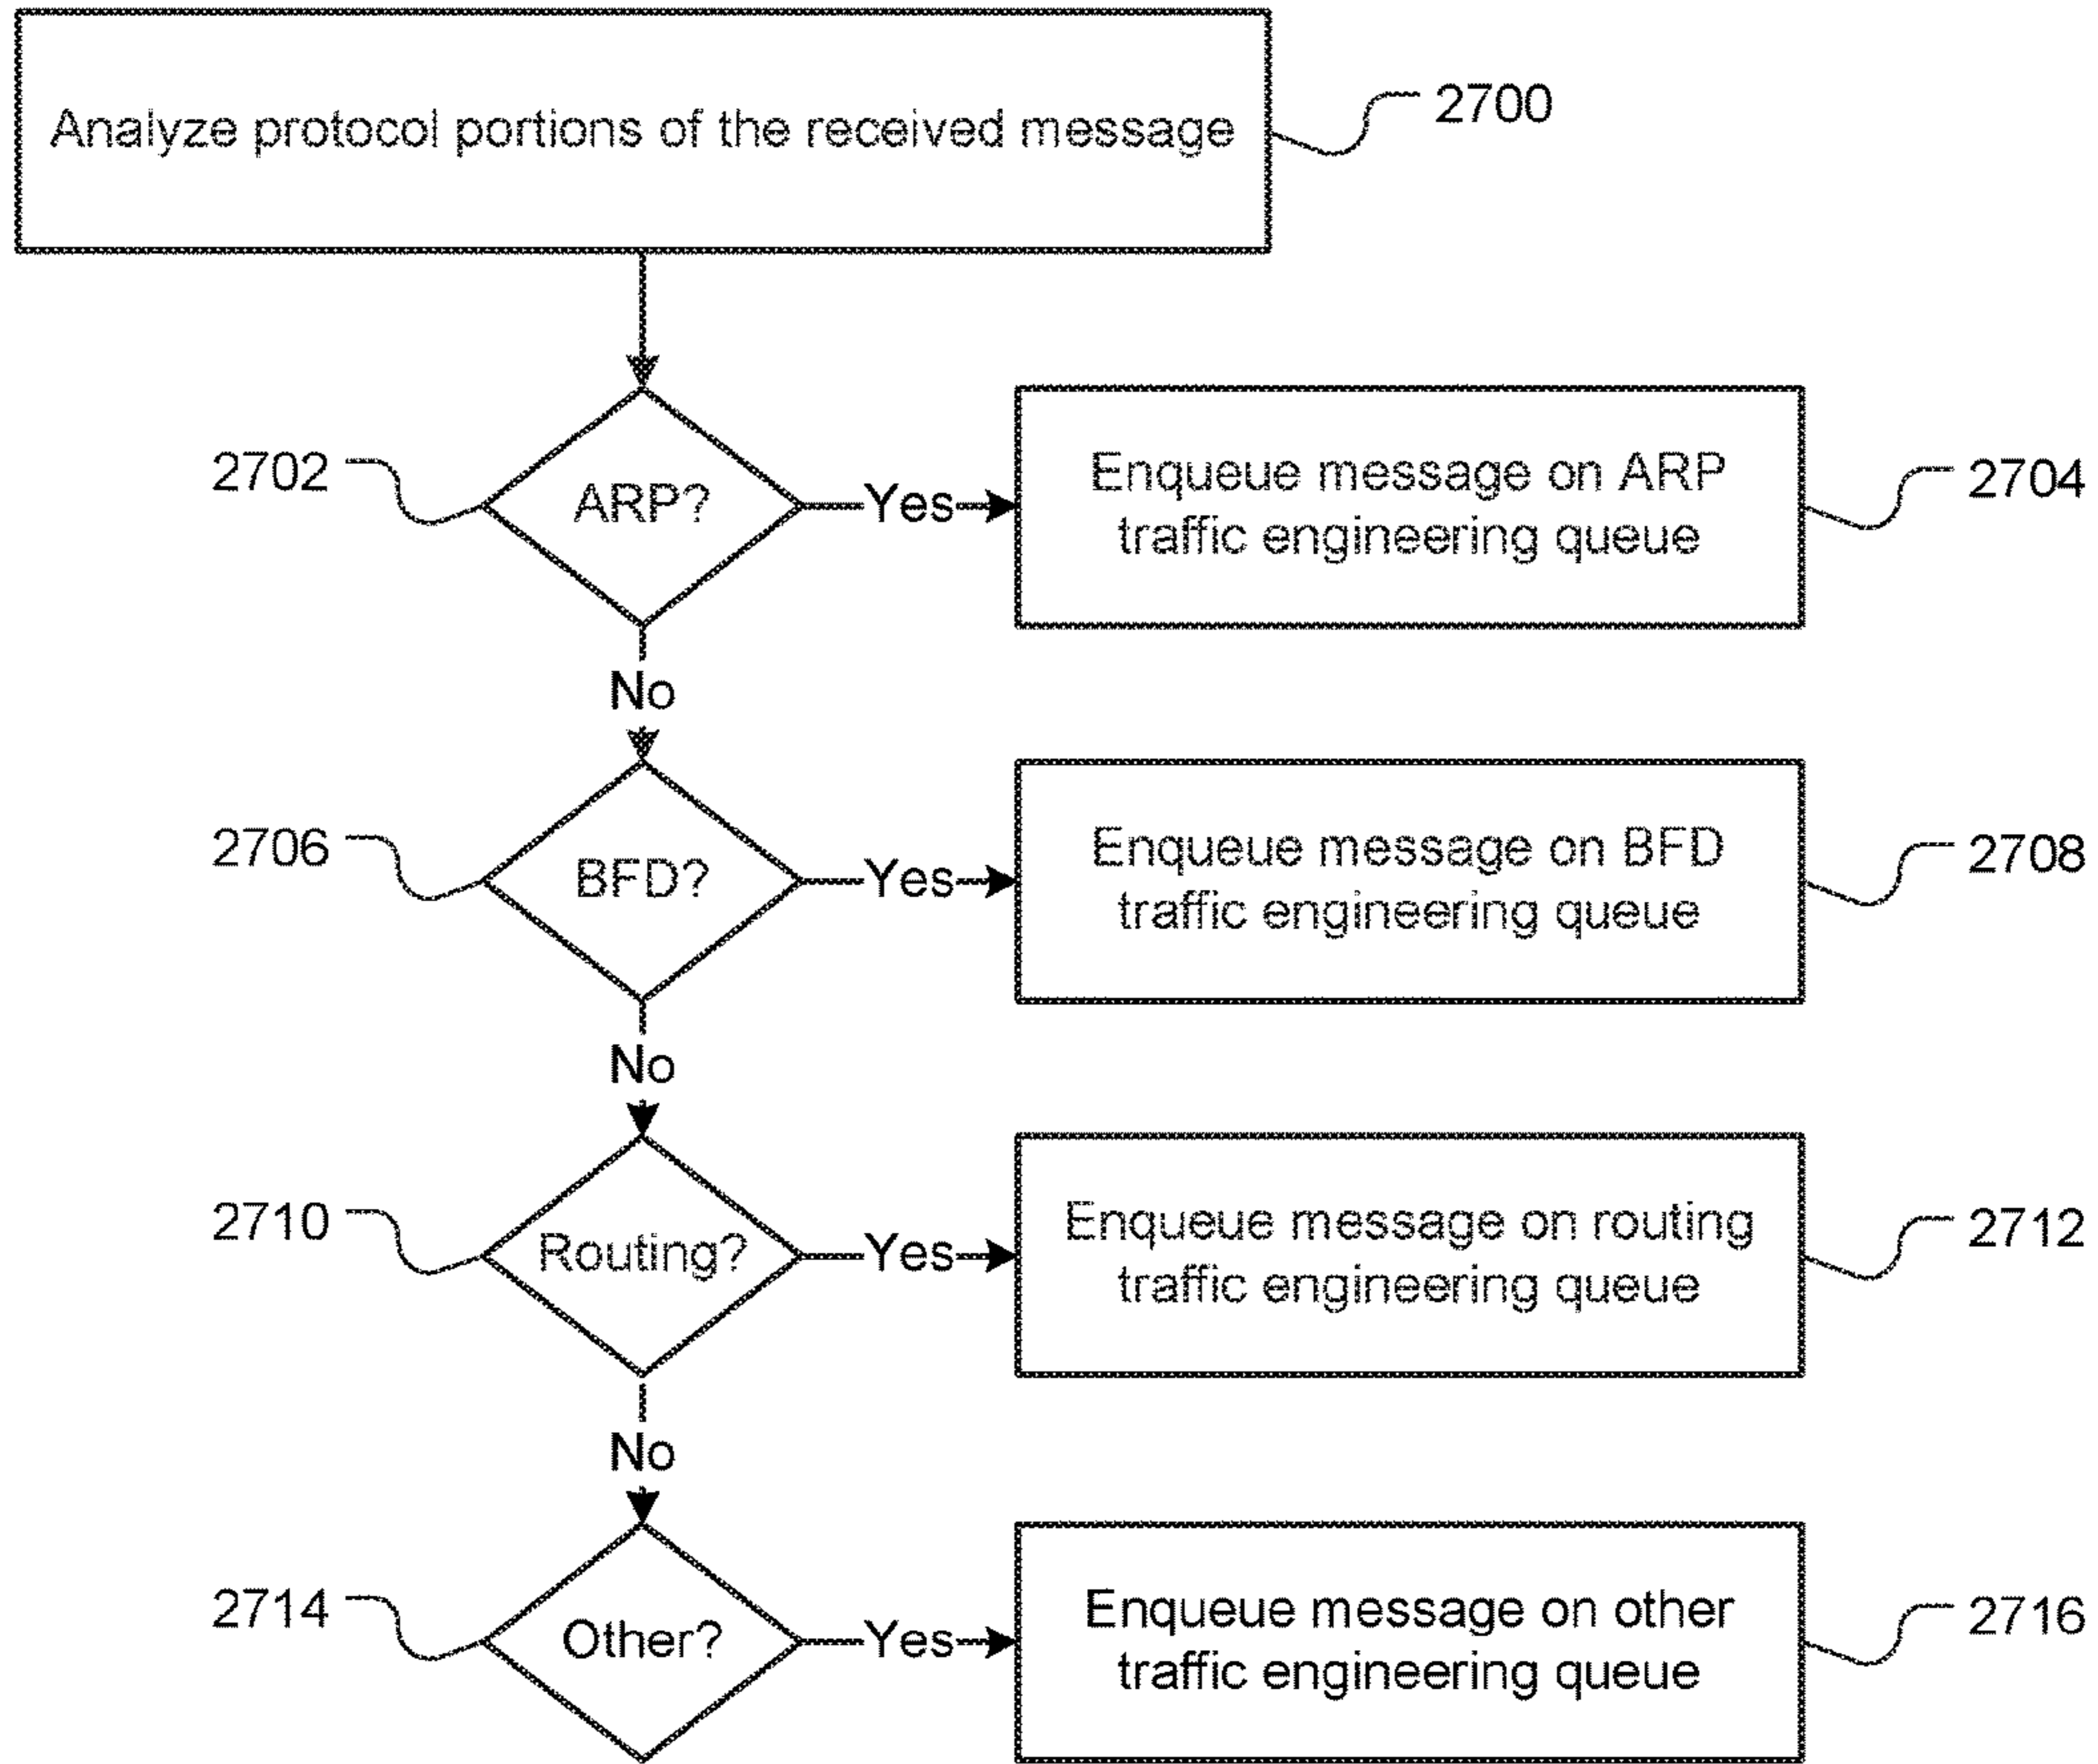 Analyze protocol portions of the received message
2700
2702
ARP?
Yes
Enqueue message on ARP
traffic engineering queue
2704
No
2706
BFD?
Yes
Enqueue message on BFD
traffic engineering queue
2708
No
2710
Routing?
Yes
Enqueue message on routing
traffic engineering queue
2712
No
2714
Other?
Yes
Enqueue message on other
traffic engineering queue
2716